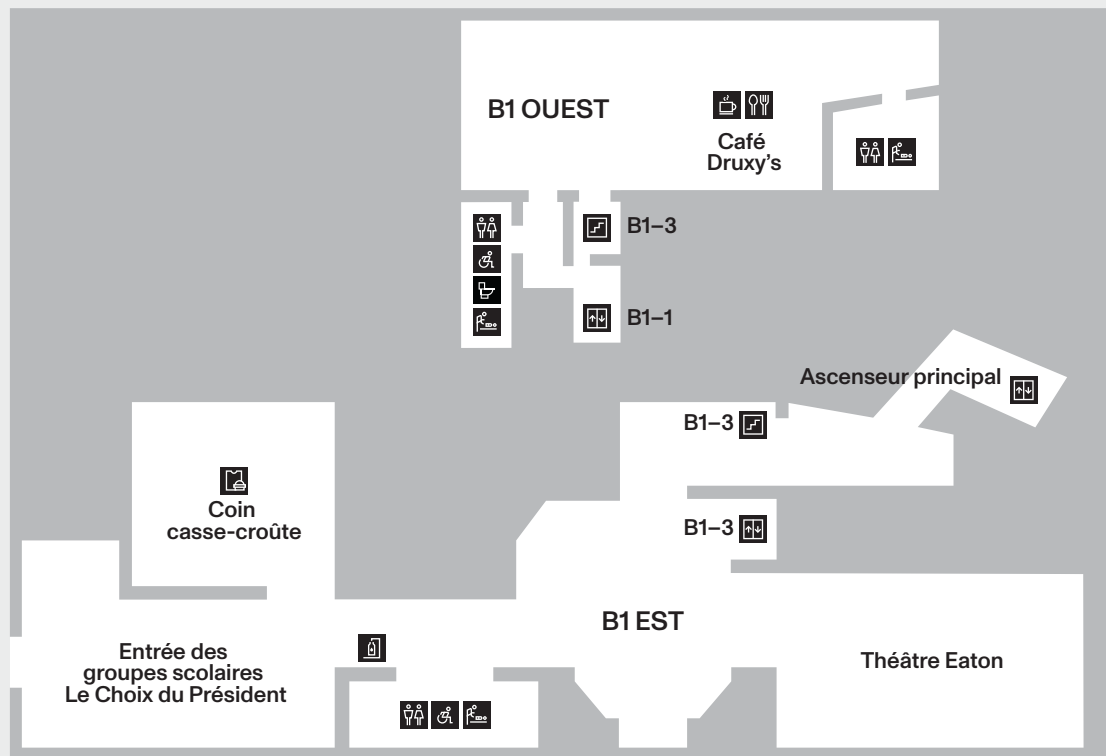 B1 OUEST
Café
Druxy's
B1–3
B1–1
Ascenseur principal
B1–3
Coin
casse-croûte
B1–3
B1 EST
Entrée des
groupes scolaires
Le Choix du Président
Théâtre Eaton